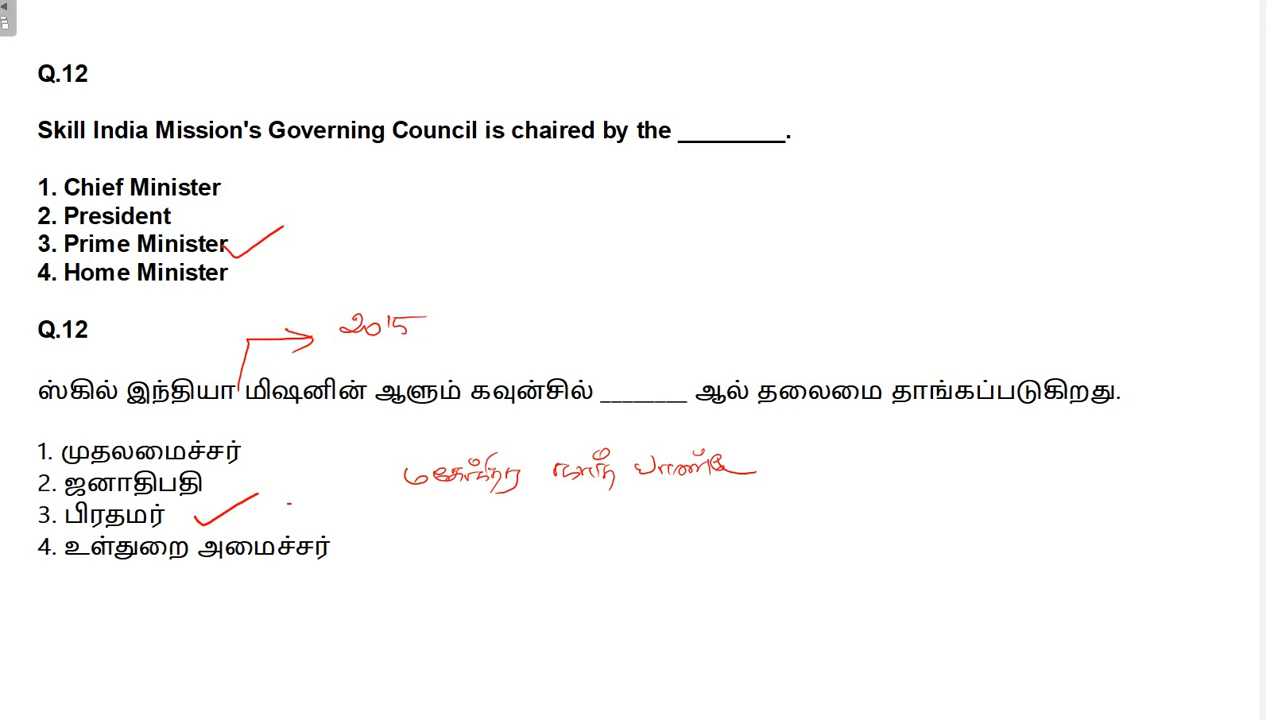 Q.12
Skill India Mission's Governing Council is chaired by the ________.
1. Chief Minister
2. President
3. Prime Minister
4. Home Minister
Q.12
2015
ஸ்கில் இந்தியா மிஷனின் ஆளும் கவுன்சில் ________ ஆல் தலைமை தாங்கப்படுகிறது.
1. முதலமைச்சர்
மகேந்திர நாத் பாண்டே
2. ஜனாதிபதி
3. பிரதமர்
4. உள்துறை அமைச்சர்